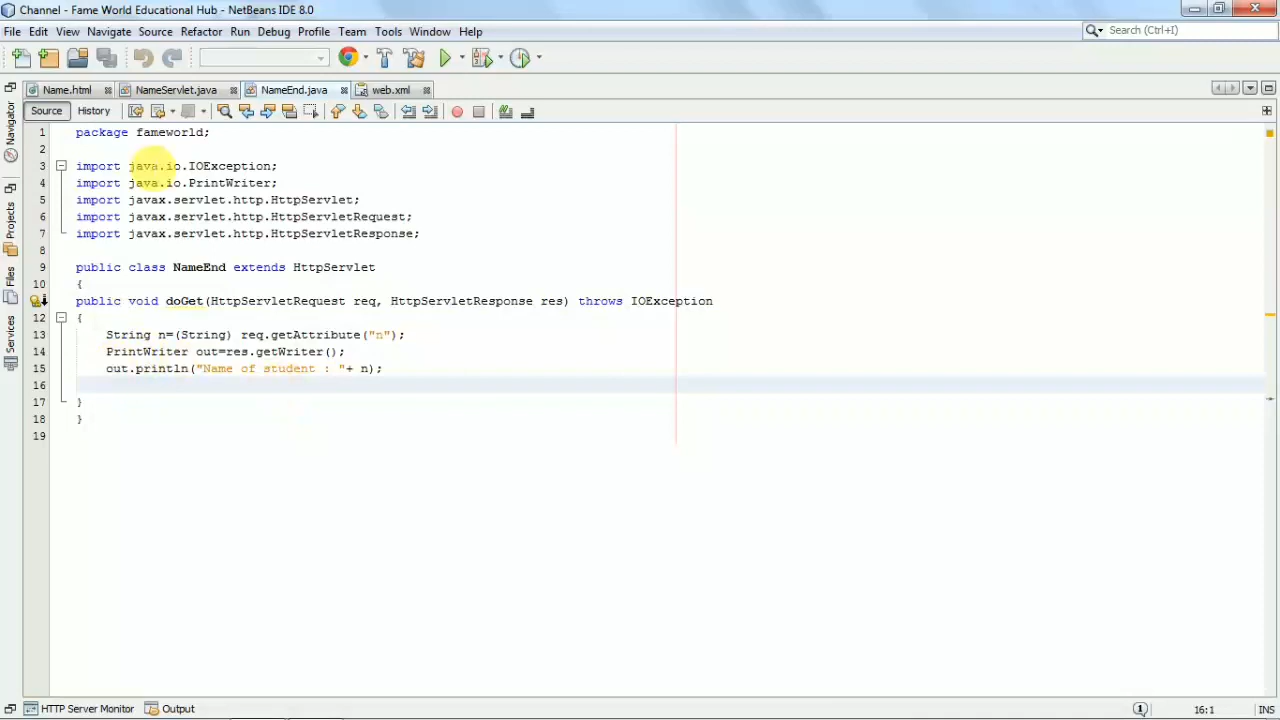 Channel - Fame World Educational Hub - NetBeans IDE 8.0
File Edit View Navigate Source Refactor Run Debug Profile Team Tools Window Help
Search (Ctrl+I)
Name.html NameServlet.java NameEnd.java web.xml
Source History
Navigator
Projects
Files
Services
1 package fameworld;
2
3 import java.io.IOException;
4 import java.io.PrintWriter;
5 import javax.servlet.http.HttpServlet;
6 import javax.servlet.http.HttpServletRequest;
7 import javax.servlet.http.HttpServletResponse;
8
9 public class NameEnd extends HttpServlet
10 {
public void doGet(HttpServletRequest req, HttpServletResponse res) throws IOException
12 {
13 String n=(String) req.getAttribute("n");
14 PrintWriter out=res.getWriter();
15 out.println("Name of student : "+ n);
16
17 }
18 }
19
HTTP Server Monitor Output
1 16:1 INS